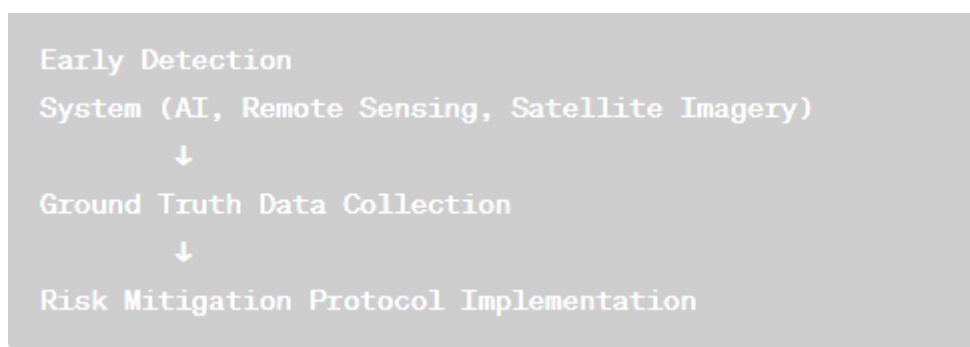 Early Detection
System (AI, Remote Sensing, Satellite Imagery)
↓
Ground Truth Data Collection
↓
Risk Mitigation Protocol Implementation